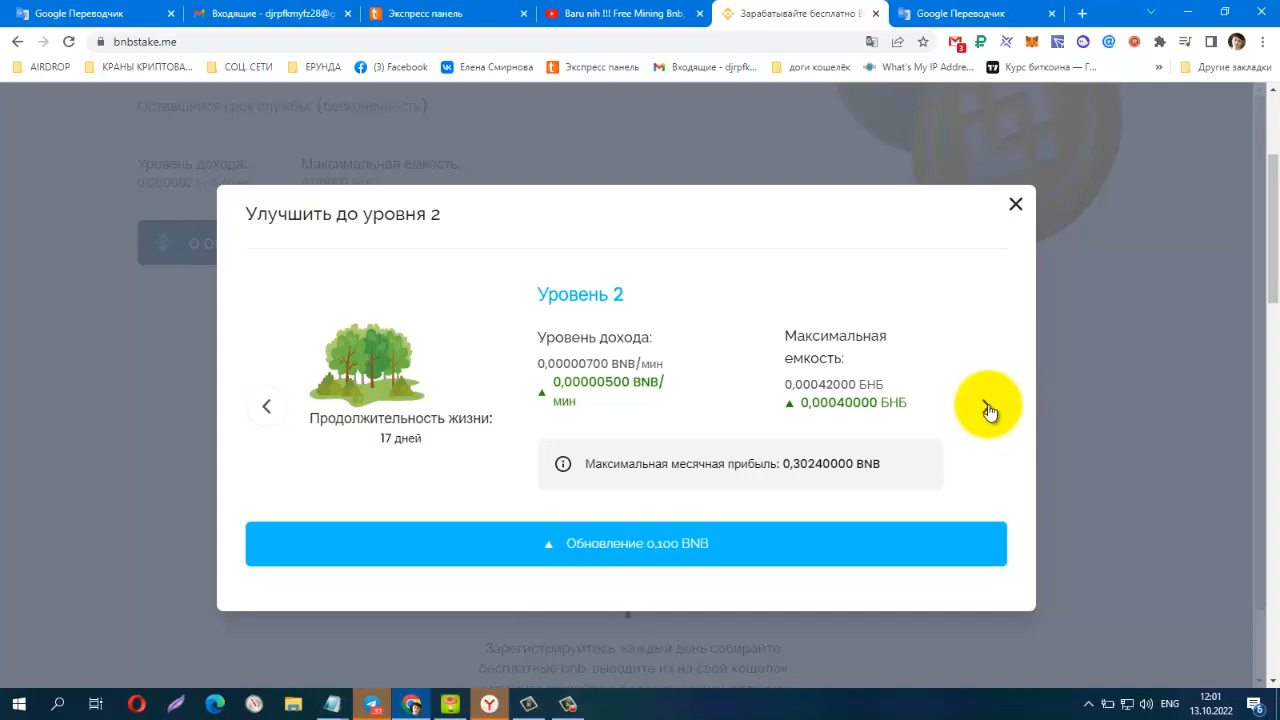 Google Переводчик
Входящие - djrpfkmyfz28@g
Экспресс панель
Baru nih !!! Free Mining Bnb,
Зарабатывайте бесплатно B
Google Переводчик
bnbstake.me
3
AIRDROP
КРАНЫ КРИПТОВА...
СОЦ. СЕТИ
ЕРУНДА
(3) Facebook
Елена Смирнова
Экспресс панель
Входящие - djrpfk...
доги кошелёк
What's My IP Addre...
Курс биткоина — Г...
»
Другие закладки
Оставшийся срок службы: (бесконечность)
Уровень дохода:
Максимальная емкость:
Улучшить до уровня 2
Уровень 2
Уровень дохода:
0,00000700 BNB/мин
0,00000500 BNB/
мин
Максимальная
емкость:
0,00042000 БНБ
0,00040000 БНБ
Продолжительность жизни:
17 дней
Максимальная месячная прибыль: 0,30240000 BNB
Обновление 0,100 BNB
Зарегистрируйтесь, каждый день собирайте
бесплатные bnb, выводите их на свой кошелек
ENG
12:01
13.10.2022